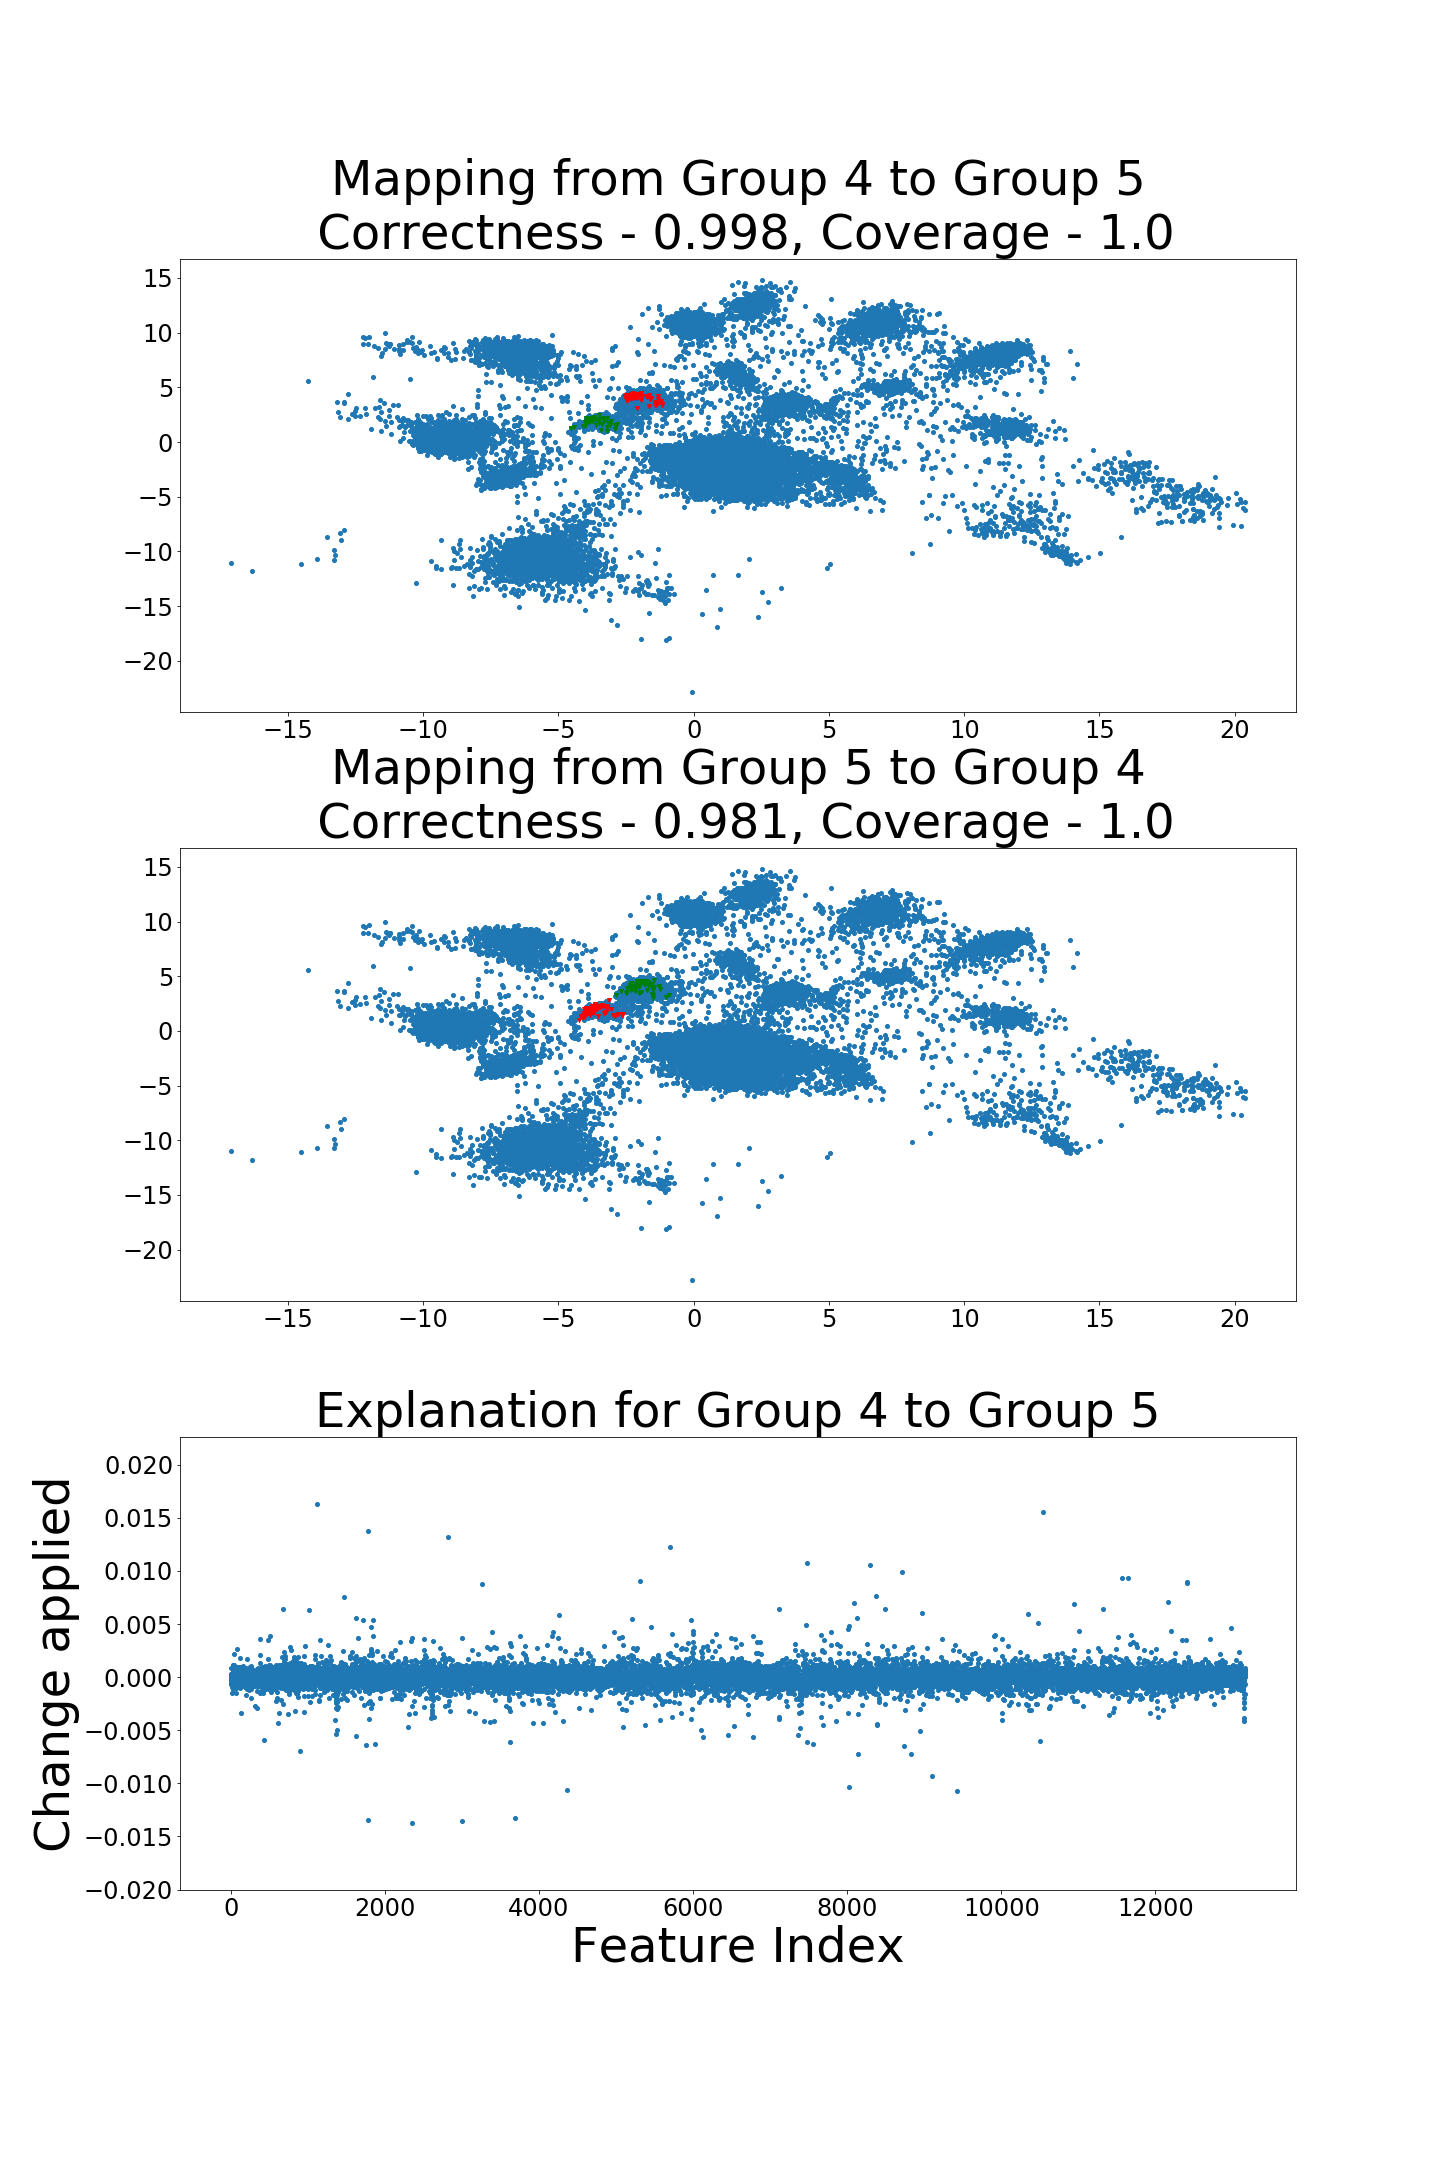 Mapping from Group 4 to Group 5
Correctness - 0.998, Coverage - 1.0
15
10
5
0
−5
−10
−15
−20
−15 −10 −5 0 5 10 15 20
Mapping from Group 5 to Group 4
Correctness - 0.981, Coverage - 1.0
15
10
5
0
−5
−10
−15
−20
−15 −10 −5 0 5 10 15 20
Explanation for Group 4 to Group 5
Change applied
0.020
0.015
0.010
0.005
0.000
−0.005
−0.010
−0.015
−0.020
0 2000 4000 6000 8000 10000 12000
Feature Index